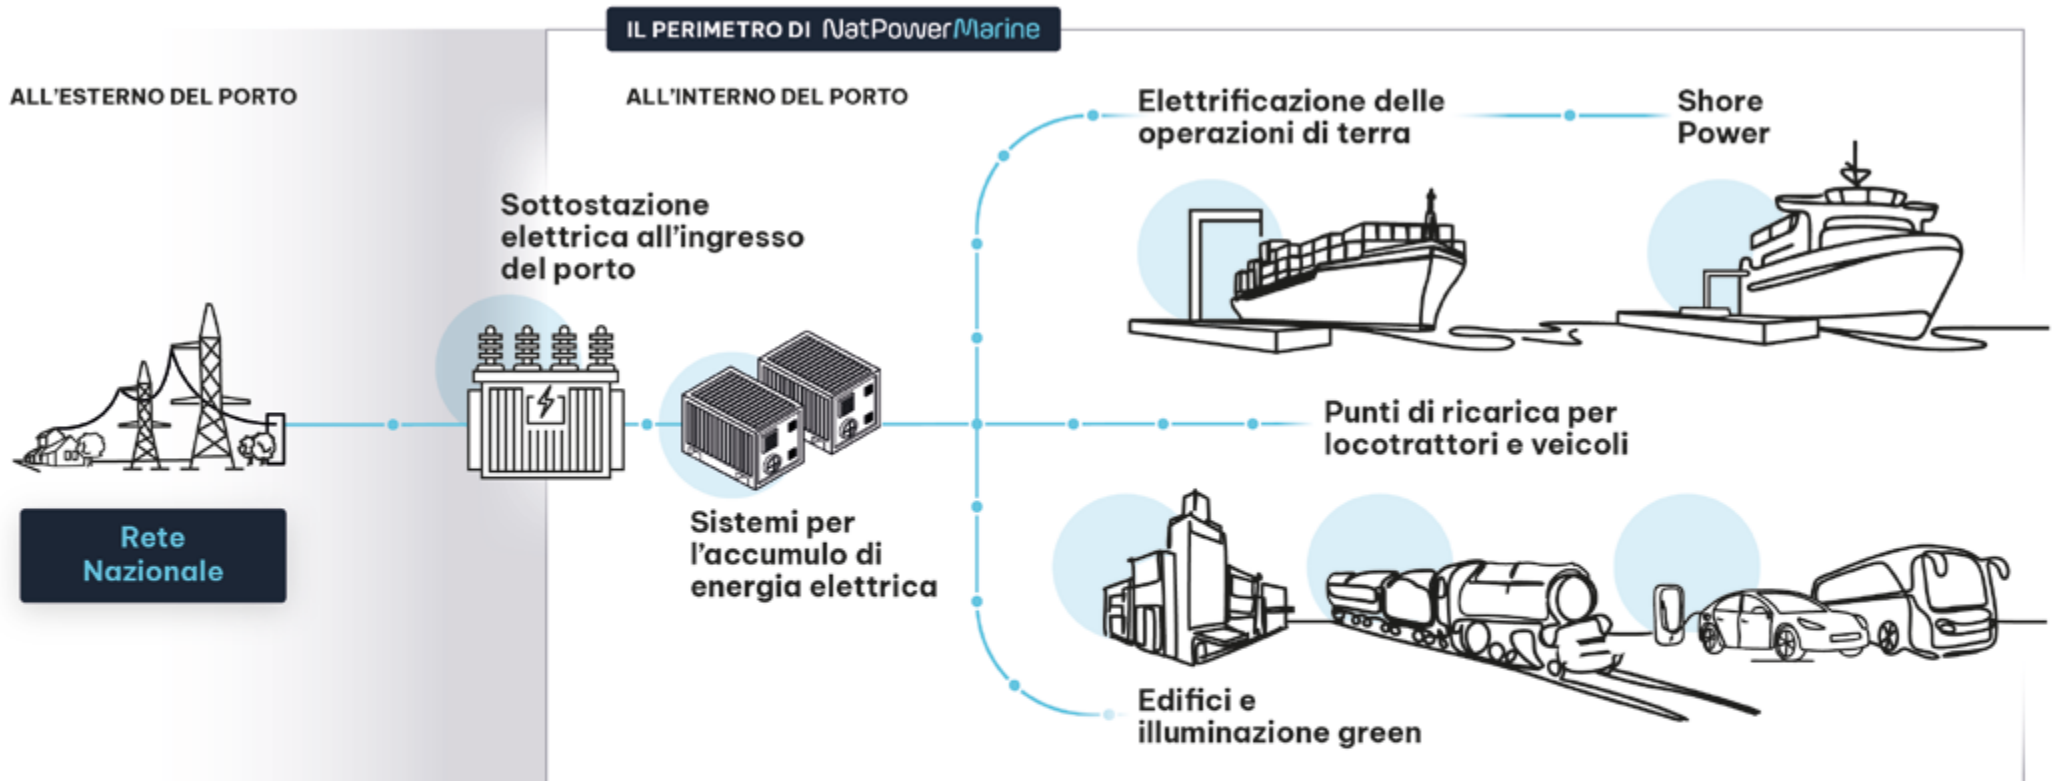 IL PERIMETRO DI NatPowerMarine
ALL'ESTERNO DEL PORTO
ALL'INTERNO DEL PORTO
Rete
Nazionale
Sottostazione
elettrica all'ingresso
del porto
Sistemi per
l'accumulo di
energia elettrica
Elettrificazione delle
operazioni di terra
Shore
Power
Punti di ricarica per
locotrattori e veicoli
Edifici e
illuminazione green